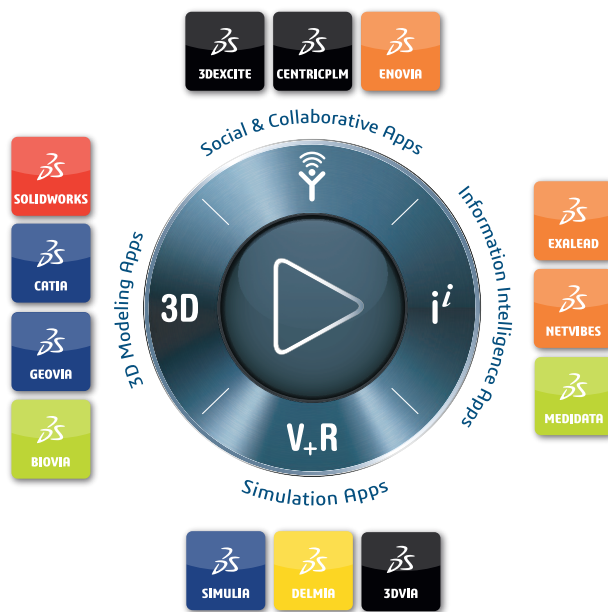 3DEXCITE
CENTRICPLM
ENOVIA
Social & Collaborative Apps
SOLIDWORKS
CATIA
GEOVIA
BIOVIA
3D Modeling Apps
3D
i i
Information Intelligence Apps
EXALEAD
NETVIBES
MEDIDATA
V+R
Simulation Apps
SIMULIA
DELMIA
3DVIA